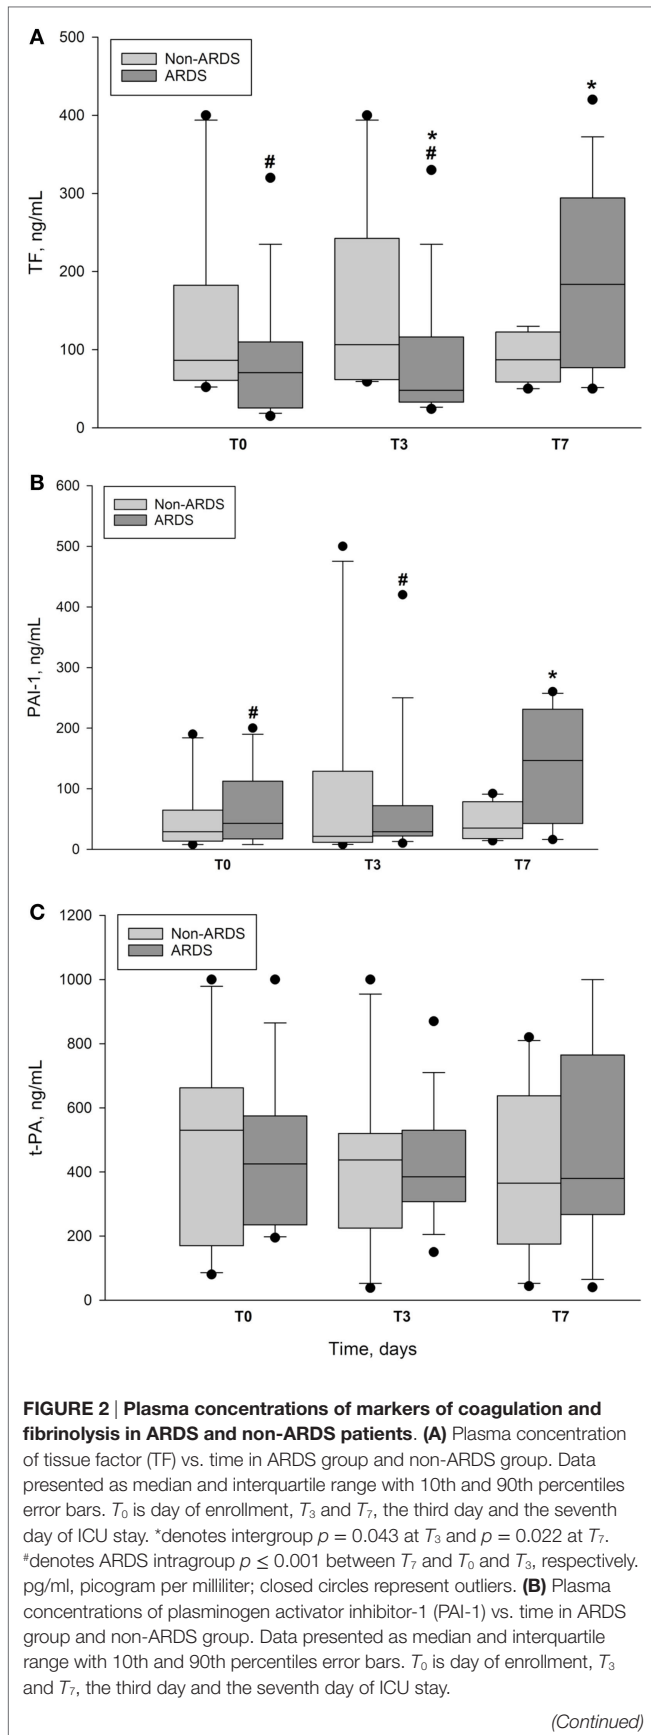 A
500
400
300
200
100
0
TF, ng/mL
Non-ARDS
ARDS
#
*
#
*
T0
T3
T7
B
600
500
400
300
200
100
0
PAI-1, ng/mL
Non-ARDS
ARDS
#
#
*
T0
T3
T7
C
1200
1000
800
600
400
200
0
t-PA, ng/mL
Non-ARDS
ARDS
T0
T3
T7
Time, days
FIGURE 2 | Plasma concentrations of markers of coagulation and
fibrinolysis in ARDS and non-ARDS patients. (A) Plasma concentration
of tissue factor (TF) vs. time in ARDS group and non-ARDS group. Data
presented as median and interquartile range with 10th and 90th percentiles
error bars. T0 is day of enrollment, T3 and T7, the third day and the seventh
day of ICU stay. *denotes intergroup p = 0.043 at T3 and p = 0.022 at T7.
#denotes ARDS intragroup p ≤ 0.001 between T7 and T0 and T3, respectively.
pg/ml, picogram per milliliter; closed circles represent outliers. (B) Plasma
concentrations of plasminogen activator inhibitor-1 (PAI-1) vs. time in ARDS
group and non-ARDS group. Data presented as median and interquartile
range with 10th and 90th percentiles error bars. T0 is day of enrollment, T3
and T7, the third day and the seventh day of ICU stay.
(Continued)